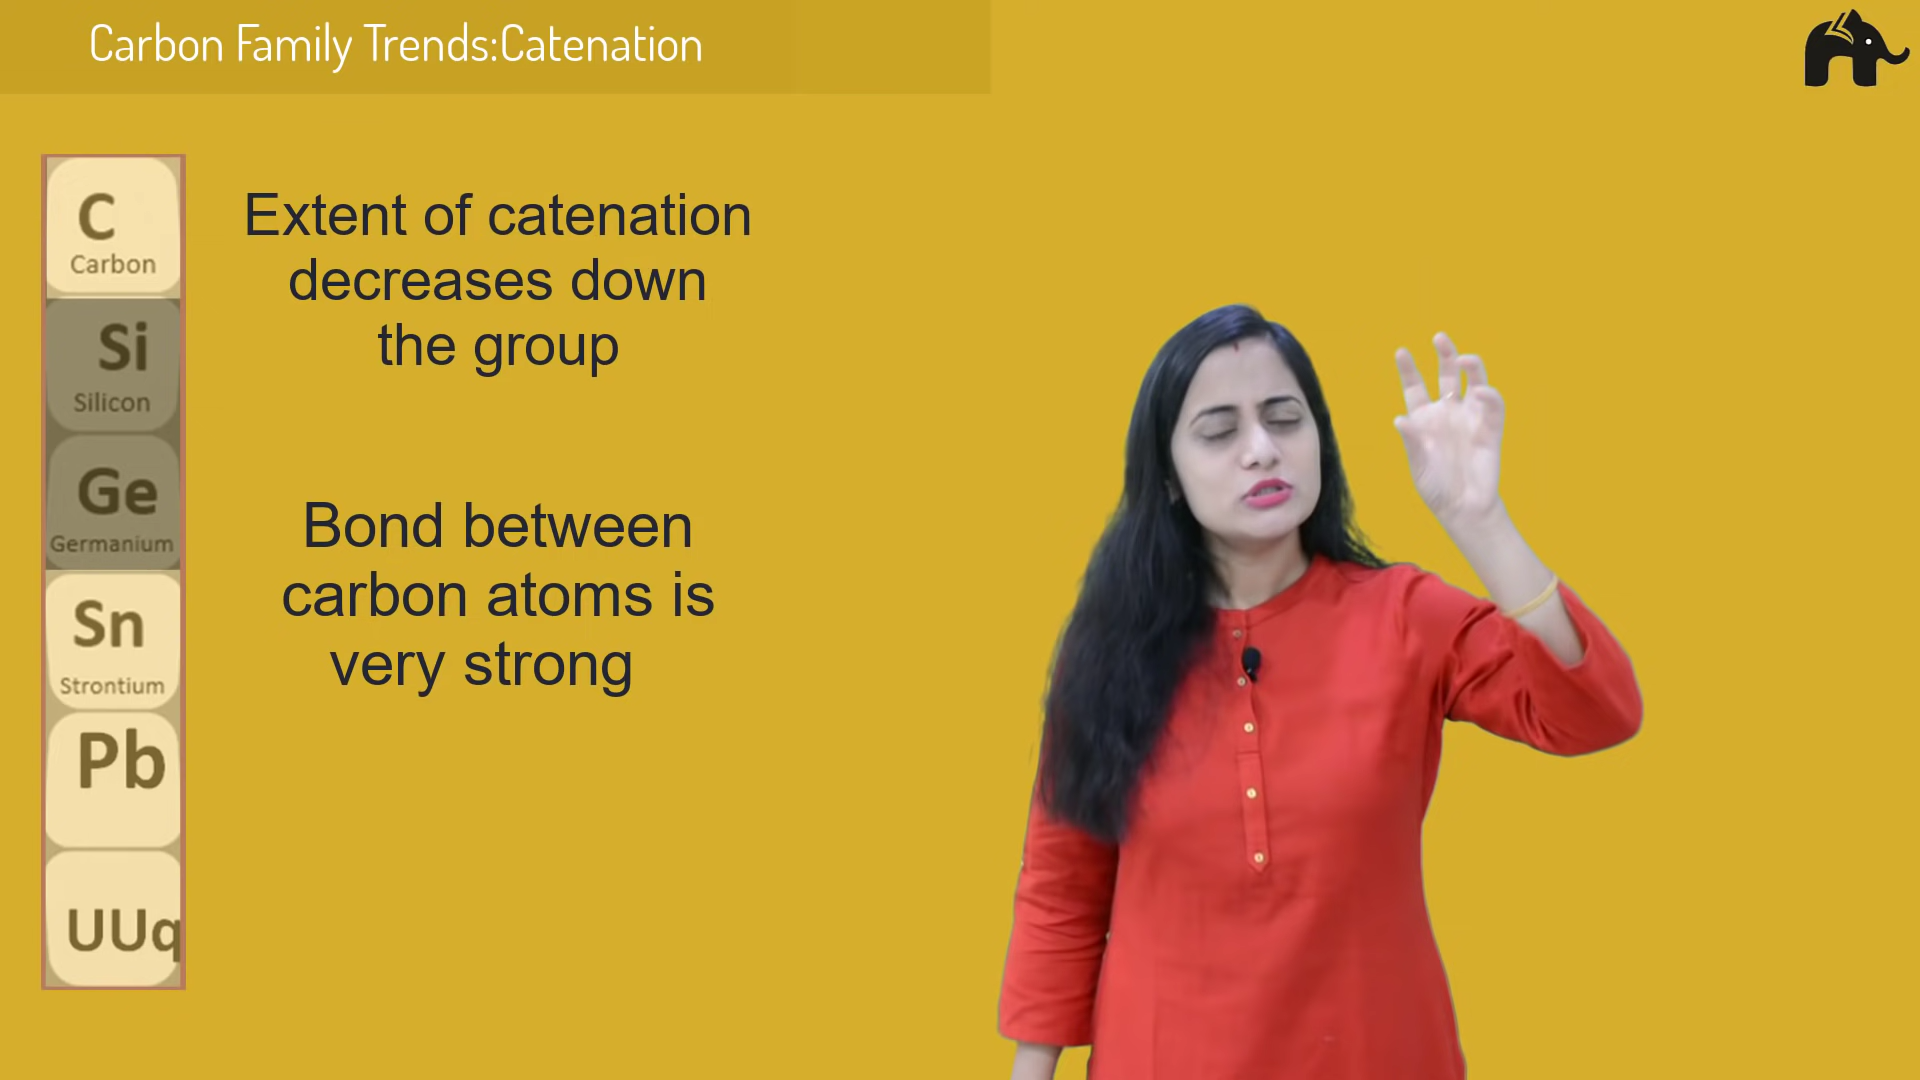 Carbon Family Trends:Catenation
C
Carbon
Si
Silicon
Ge
Germanium
Sn
Strontium
Pb
UUq
Extent of catenation
decreases down
the group
Bond between
carbon atoms is
very strong